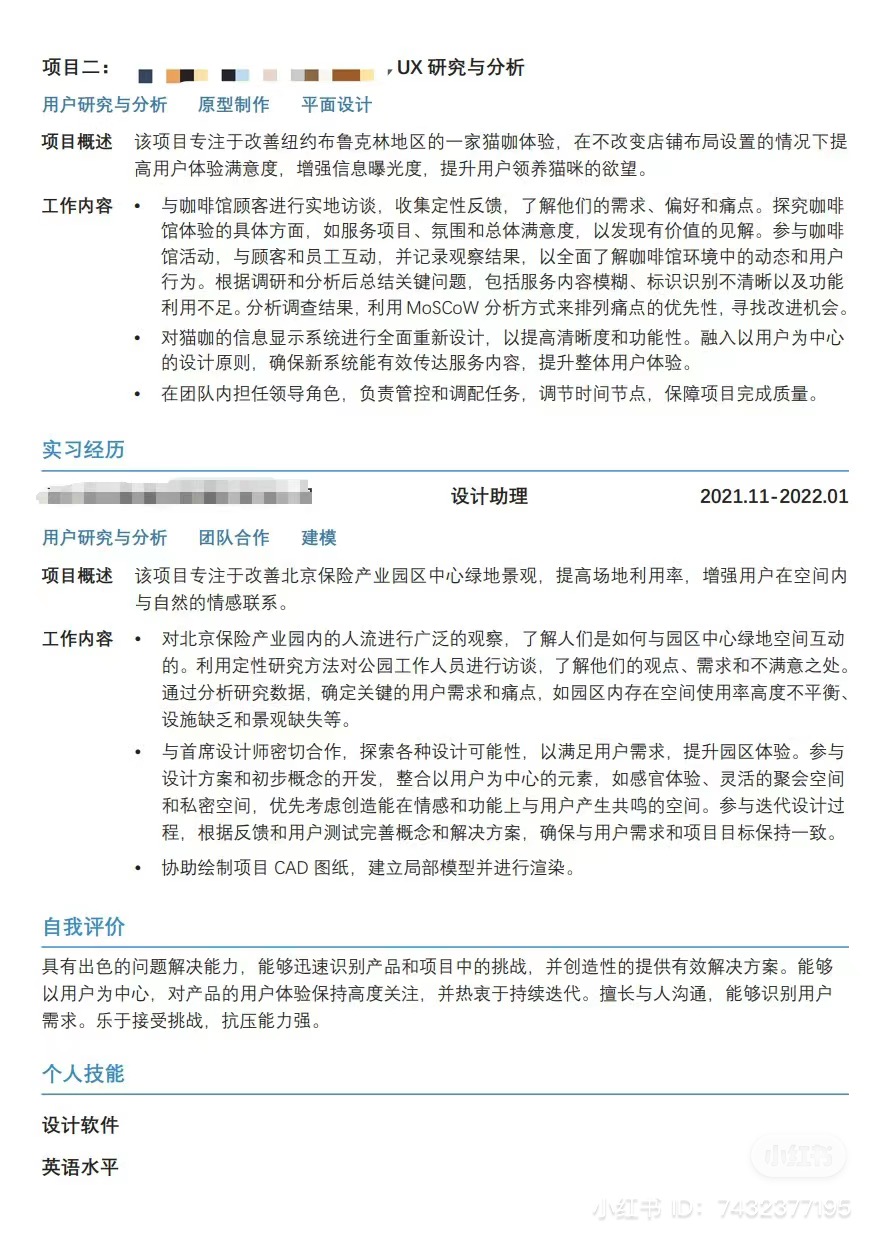 项目二： ，UX 研究与分析
用户研究与分析 原型制作 平面设计
项目概述 该项目专注于改善纽约布鲁克林地区的一家猫咖体验，在不改变店铺布局设置的情况下提
高用户体验满意度，增强信息曝光度，提升用户领养猫咪的欲望。
工作内容 • 与咖啡馆顾客进行实地访谈，收集定性反馈，了解他们的需求、偏好和痛点。探究咖啡
馆体验的具体方面，如服务项目、氛围和总体满意度，以发现有价值的见解。参与咖啡
馆活动，与顾客和员工互动，并记录观察结果，以全面了解咖啡馆环境中的动态和用户
行为。根据调研和分析后总结关键问题，包括服务内容模糊、标识识别不清晰以及功能
利用不足。分析调查结果，利用 MoSCoW 分析方式来排列痛点的优先性，寻找改进机会。
• 对猫咖的信息显示系统进行全面重新设计，以提高清晰度和功能性。融入以用户为中心
的设计原则，确保新系统能有效传达服务内容，提升整体用户体验。
• 在团队内担任领导角色，负责管控和调配任务，调节时间节点，保障项目完成质量。
实习经历
设计助理 2021.11-2022.01
用户研究与分析 团队合作 建模
项目概述 该项目专注于改善北京保险产业园区中心绿地景观，提高场地利用率，增强用户在空间内
与自然的情感联系。
工作内容 • 对北京保险产业园内的人流进行广泛的观察，了解人们是如何与园区中心绿地空间互动
的。利用定性研究方法对公园工作人员进行访谈，了解他们的观点、需求和不满意之处。
通过分析研究数据，确定关键的用户需求和痛点，如园区内存在空间使用率高度不平衡、
设施缺乏和景观缺失等。
• 与首席设计师密切合作，探索各种设计可能性，以满足用户需求，提升园区体验。参与
设计方案和初步概念的开发，整合以用户为中心的元素，如感官体验、灵活的聚会空间
和私密空间，优先考虑创造能在情感和功能上与用户产生共鸣的空间。参与迭代设计过
程，根据反馈和用户测试完善概念和解决方案，确保与用户需求和项目目标保持一致。
• 协助绘制项目 CAD 图纸，建立局部模型并进行渲染。
自我评价
具有出色的问题解决能力，能够迅速识别产品和项目中的挑战，并创造性的提供有效解决方案。能够
以用户为中心，对产品的用户体验保持高度关注，并热衷于持续迭代。擅长与人沟通，能够识别用户
需求。乐于接受挑战，抗压能力强。
个人技能
设计软件
英语水平
小红书
小红书 ID：7432377195